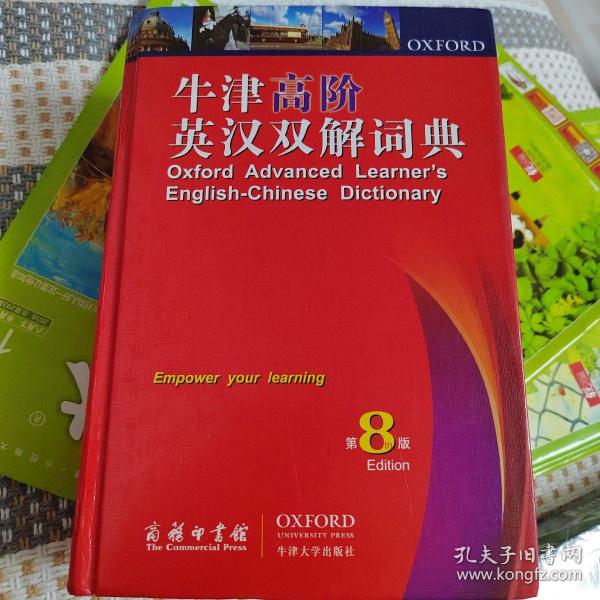 OXFORD
牛津高阶
英汉双解词典
Oxford Advanced Learner's
English-Chinese Dictionary
Empower your learning
第8th版
Edition
商务印书馆
The Commercial Press
OXFORD
UNIVERSITY PRESS
牛津大学出版社
孔夫子旧书网
www.kongfz.com